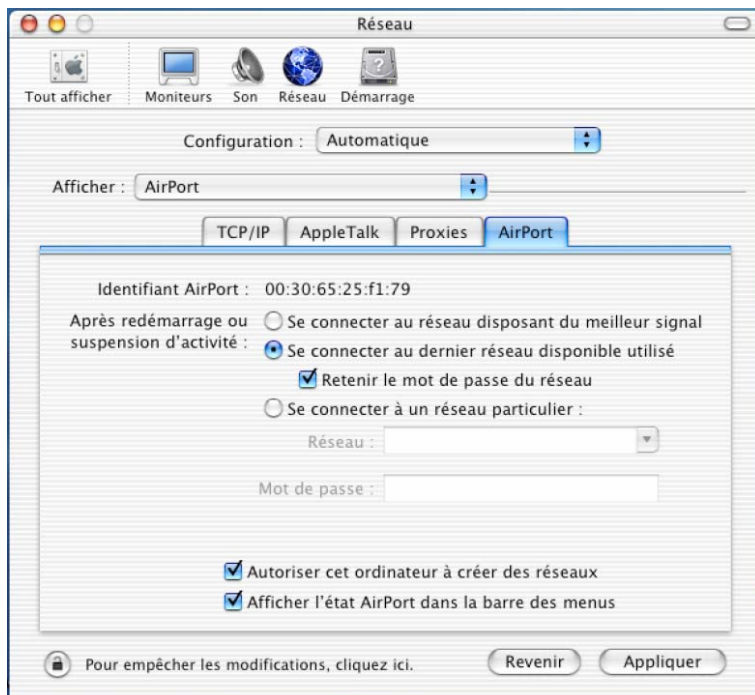 Réseau
Tout afficher
Moniteurs
Son
Réseau
Démarrage
Configuration :
Automatique
Afficher :
AirPort
TCP/IP
AppleTalk
Proxies
AirPort
Identifiant AirPort : 00:30:65:25:f1:79
Après redémarrage ou
suspension d'activité :
Se connecter au réseau disposant du meilleur signal
Se connecter au dernier réseau disponible utilisé
Retenir le mot de passe du réseau
Se connecter à un réseau particulier :
Réseau :
Mot de passe :
Autoriser cet ordinateur à créer des réseaux
Afficher l'état AirPort dans la barre des menus
Pour empêcher les modifications, cliquez ici.
Revenir
Appliquer